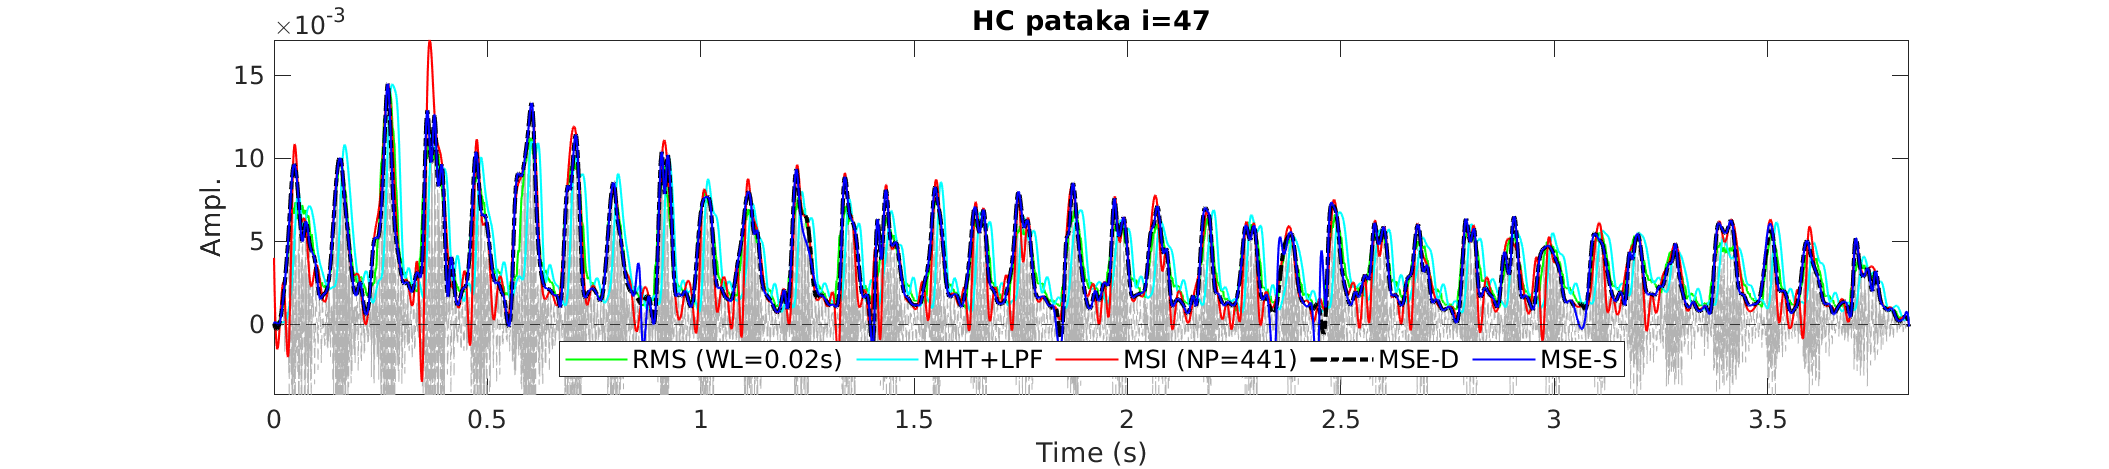 HC pataka i=47
×10-3
15
10
5
0
Ampl.
RMS (WL=0.02s) MHT+LPF MSI (NP=441) MSE-D MSE-S
0 0.5 1 1.5 2 2.5 3 3.5
Time (s)